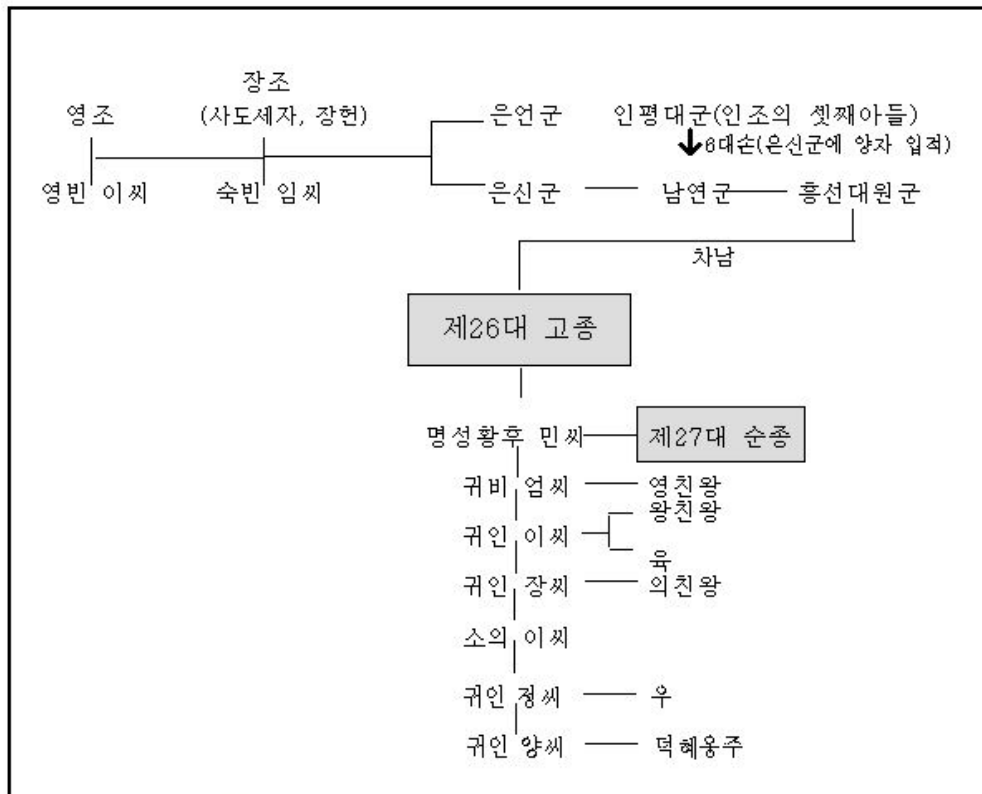 장조
영조 (사도세자, 장헌) 은언군 인평대군(인조의 셋째아들)
6대손(은신군에 양자 입적)
영빈 이씨 숙빈 임씨 은신군 남연군 흥선대원군
차남
제26대 고종
명성황후 민씨 제27대 순종
귀비 엄씨 영친왕
왕친왕
귀인 이씨
육
귀인 장씨 의친왕
소의 이씨
귀인 정씨 우
귀인 양씨 덕혜옹주